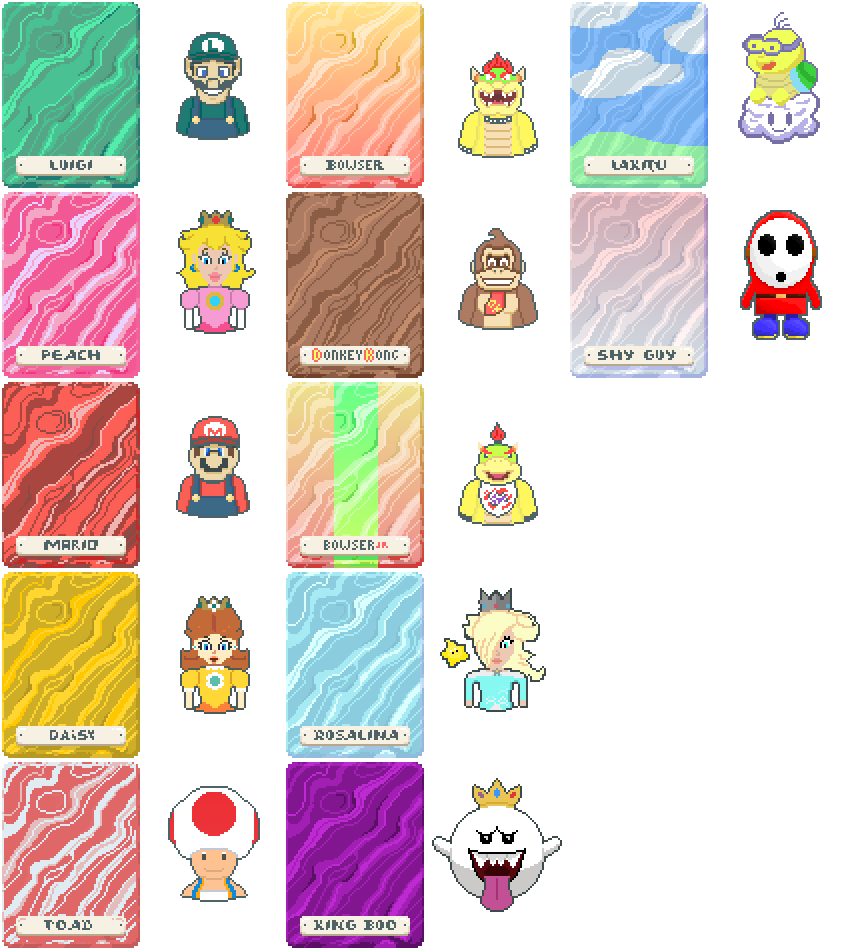 LUIGI
BOWSER
LAKITU
PEACH
DONKEY KONG
SHY GUY
MARIO
BOWSER JR.
DAISY
ROSALINA
TOAD
KING BOO
L
M